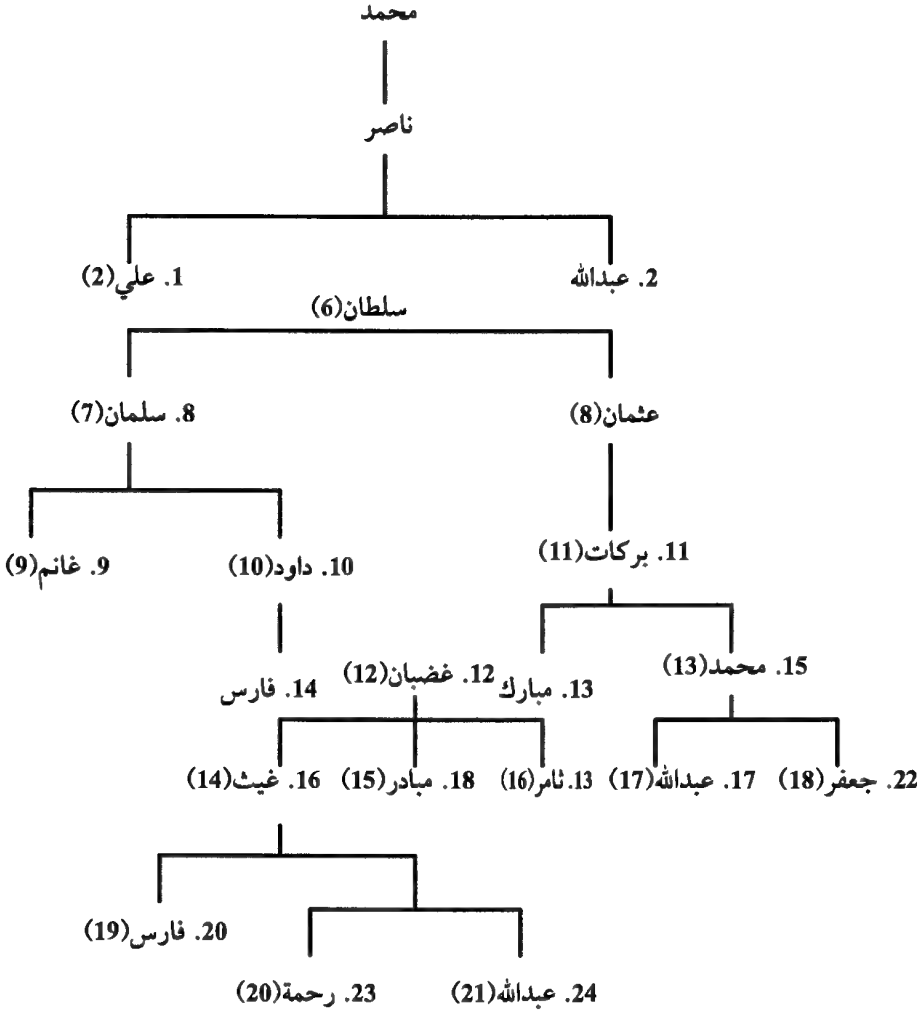 محمد
ناصر
2. عبدالله
1. علي(2)
سلطان(6)
عثمان(8)
8. سلمان(7)
11. بركات(11)
10. داود(10)
9. غانم(9)
15. محمد(13)
13. مبارك
12. غضبان(12)
14. فارس
22. جعفر(18)
17. عبدالله(17)
13. ثامر(16)
18. مبادر(15)
16. غيث(14)
20. فارس(19)
24. عبدالله(21)
23. رحمة(20)